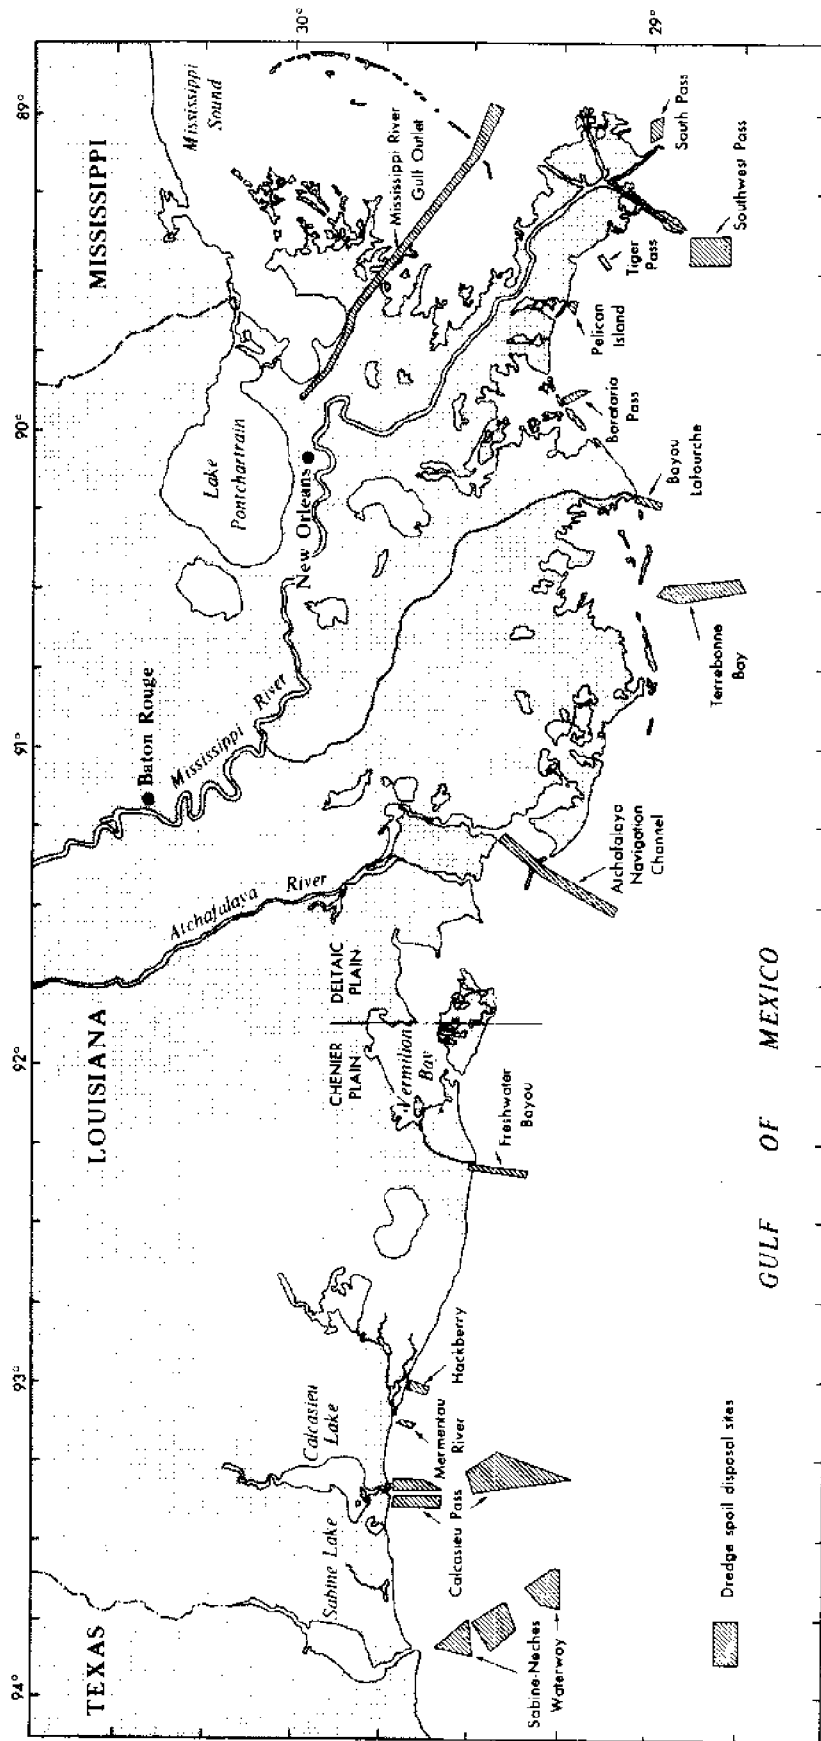 94°
93°
92°
91°
90°
89°
30°
29°
TEXAS
LOUISIANA
MISSISSIPPI
Mississippi
Sound
Lake
Pontchartrain
New Orleans
Baton Rouge
Mississippi River
Atchafalaya River
Calcasieu
Lake
Sabine Lake
CHENIER
PLAIN
DELTAIC
PLAIN
Vermilion
Bay
Sabine-Neches
Waterway
Calcasieu Pass
Mermentau
River
Hackberry
Freshwater
Bayou
Atchafalaya
Navigation
Channel
Terrebonne
Bay
Bayou
Lafourche
Barataria
Pass
Pelican
Island
Tiger
Pass
Southwest Pass
South Pass
Mississippi River
Gulf Outlet
GULF OF MEXICO
Dredge spoil disposal sites